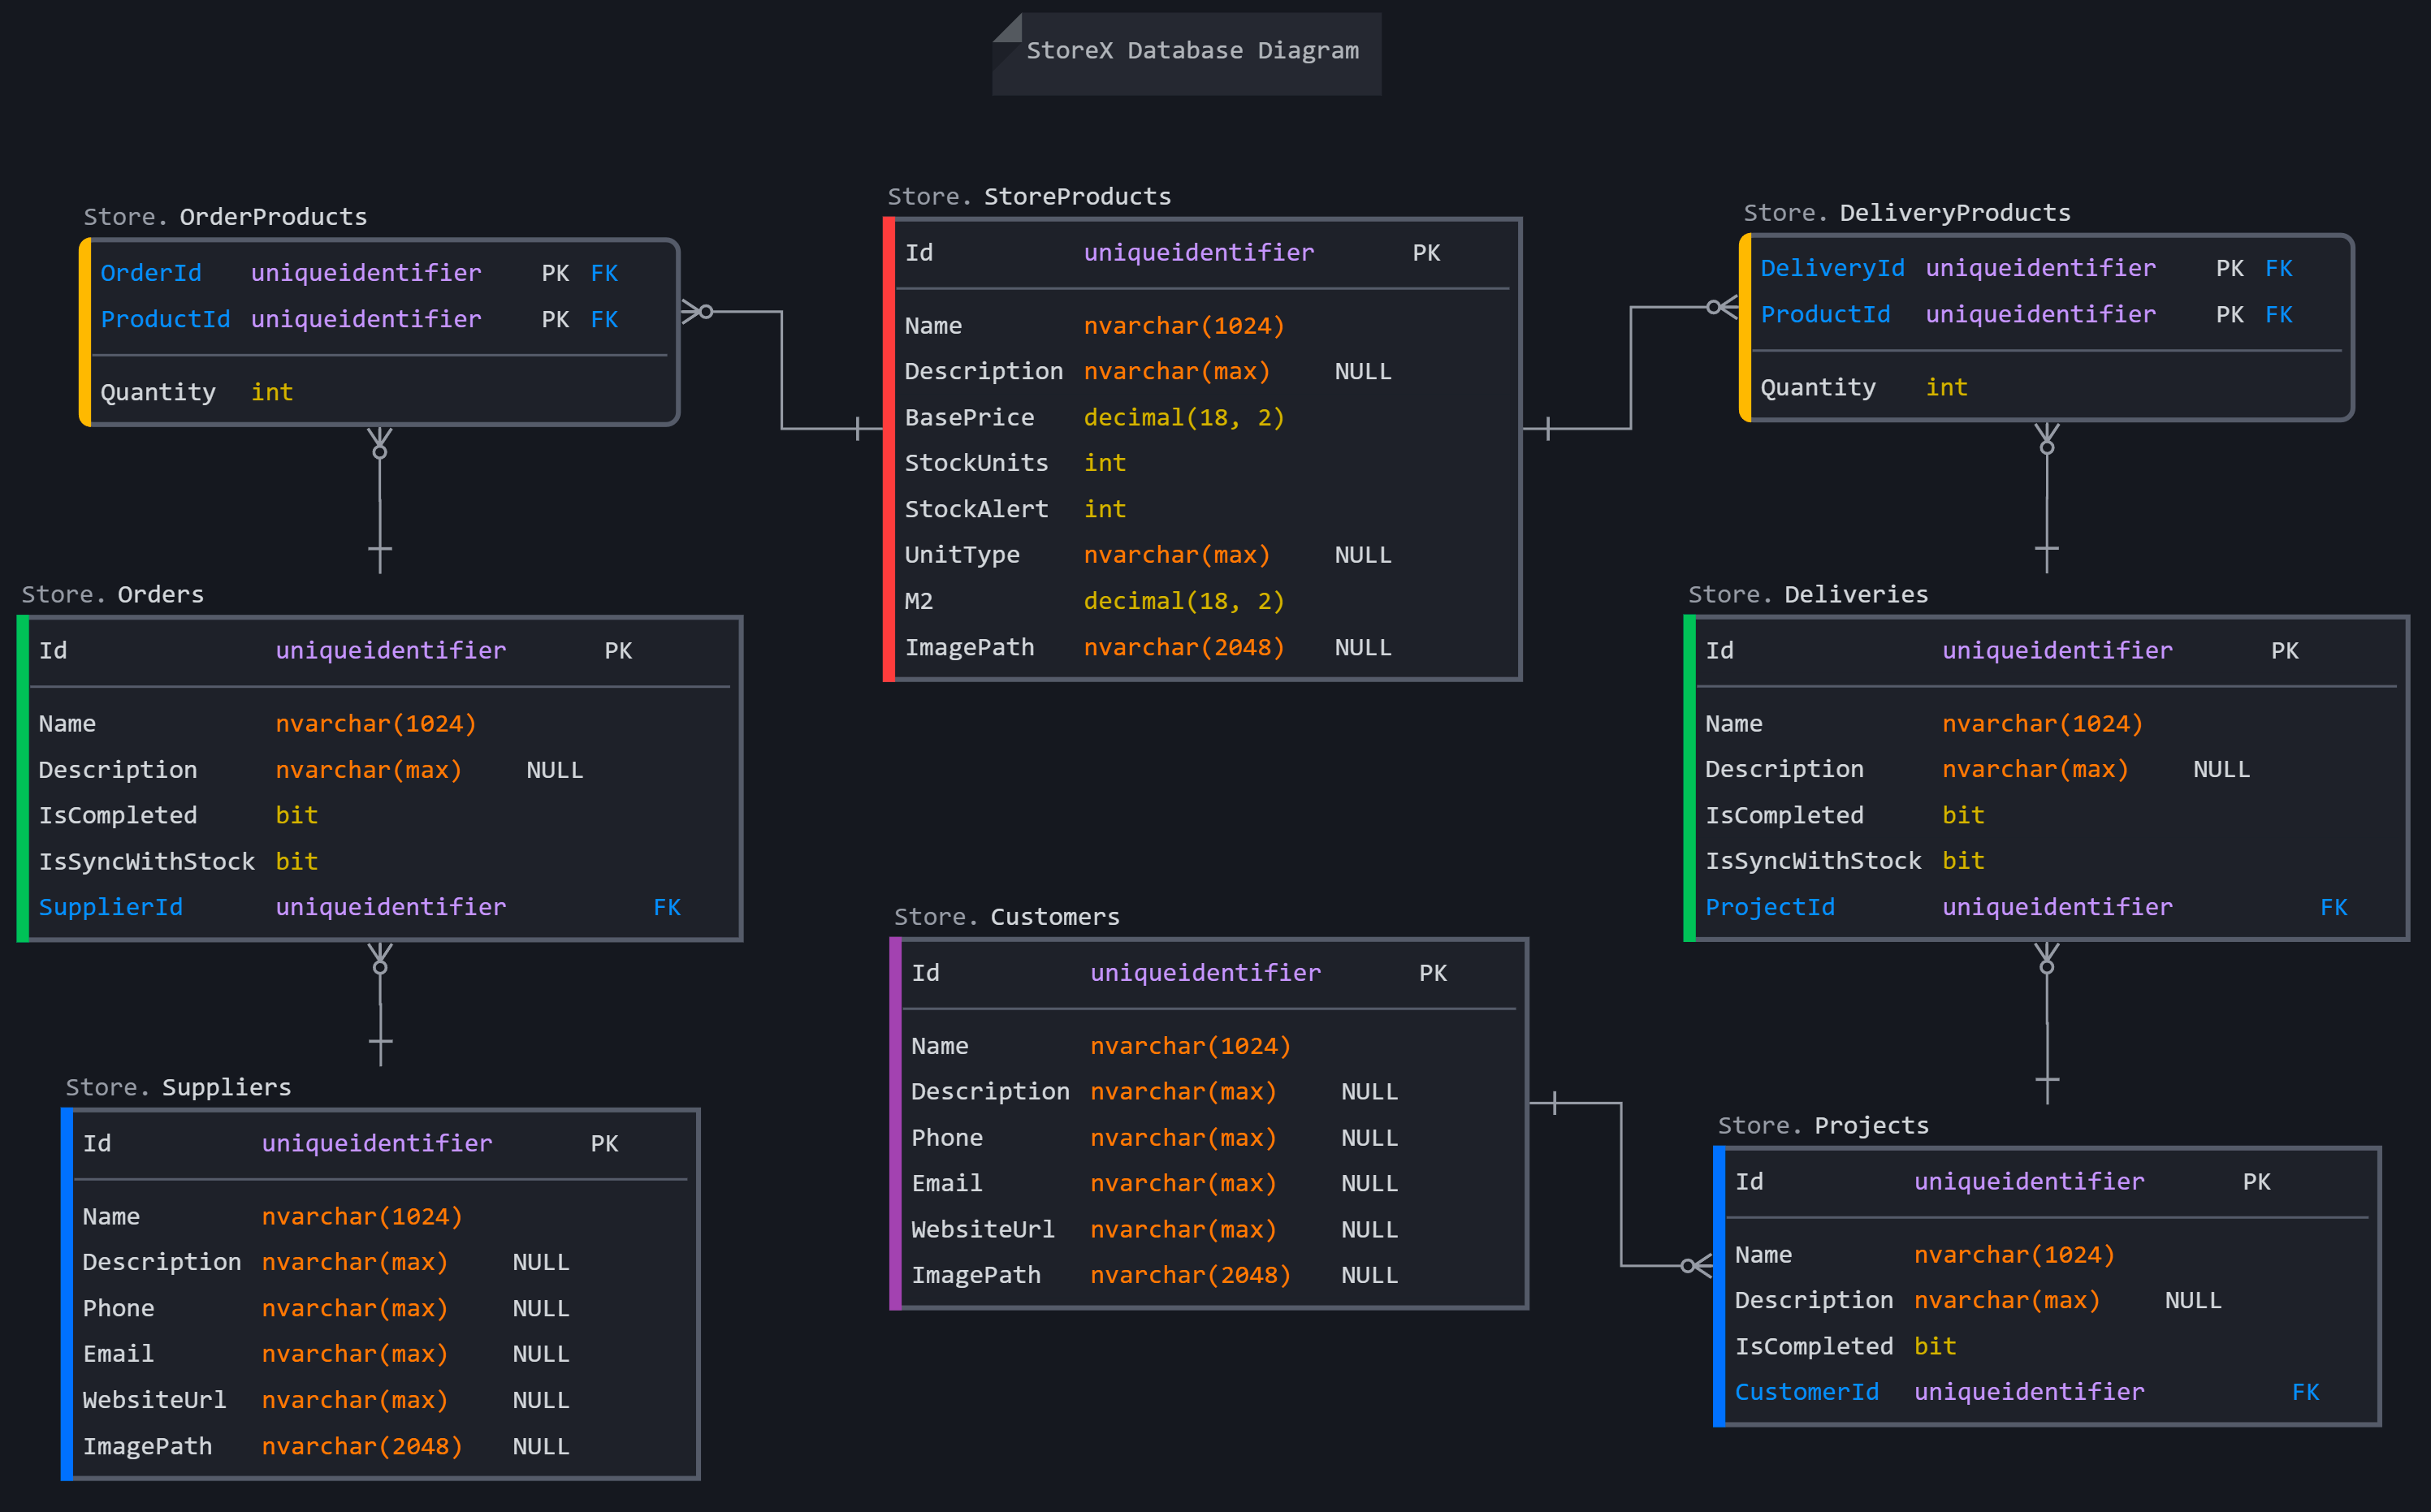 StoreX Database Diagram
Store. OrderProducts
OrderId uniqueidentifier PK FK
ProductId uniqueidentifier PK FK
Quantity int
Store. StoreProducts
Id uniqueidentifier PK
Name nvarchar(1024)
Description nvarchar(max) NULL
BasePrice decimal(18, 2)
StockUnits int
StockAlert int
UnitType nvarchar(max) NULL
M2 decimal(18, 2)
ImagePath nvarchar(2048) NULL
Store. DeliveryProducts
DeliveryId uniqueidentifier PK FK
ProductId uniqueidentifier PK FK
Quantity int
Store. Orders
Id uniqueidentifier PK
Name nvarchar(1024)
Description nvarchar(max) NULL
IsCompleted bit
IsSyncWithStock bit
SupplierId uniqueidentifier FK
Store. Deliveries
Id uniqueidentifier PK
Name nvarchar(1024)
Description nvarchar(max) NULL
IsCompleted bit
IsSyncWithStock bit
ProjectId uniqueidentifier FK
Store. Customers
Id uniqueidentifier PK
Name nvarchar(1024)
Description nvarchar(max) NULL
Phone nvarchar(max) NULL
Email nvarchar(max) NULL
WebsiteUrl nvarchar(max) NULL
ImagePath nvarchar(2048) NULL
Store. Suppliers
Id uniqueidentifier PK
Name nvarchar(1024)
Description nvarchar(max) NULL
Phone nvarchar(max) NULL
Email nvarchar(max) NULL
WebsiteUrl nvarchar(max) NULL
ImagePath nvarchar(2048) NULL
Store. Projects
Id uniqueidentifier PK
Name nvarchar(1024)
Description nvarchar(max) NULL
IsCompleted bit
CustomerId uniqueidentifier FK